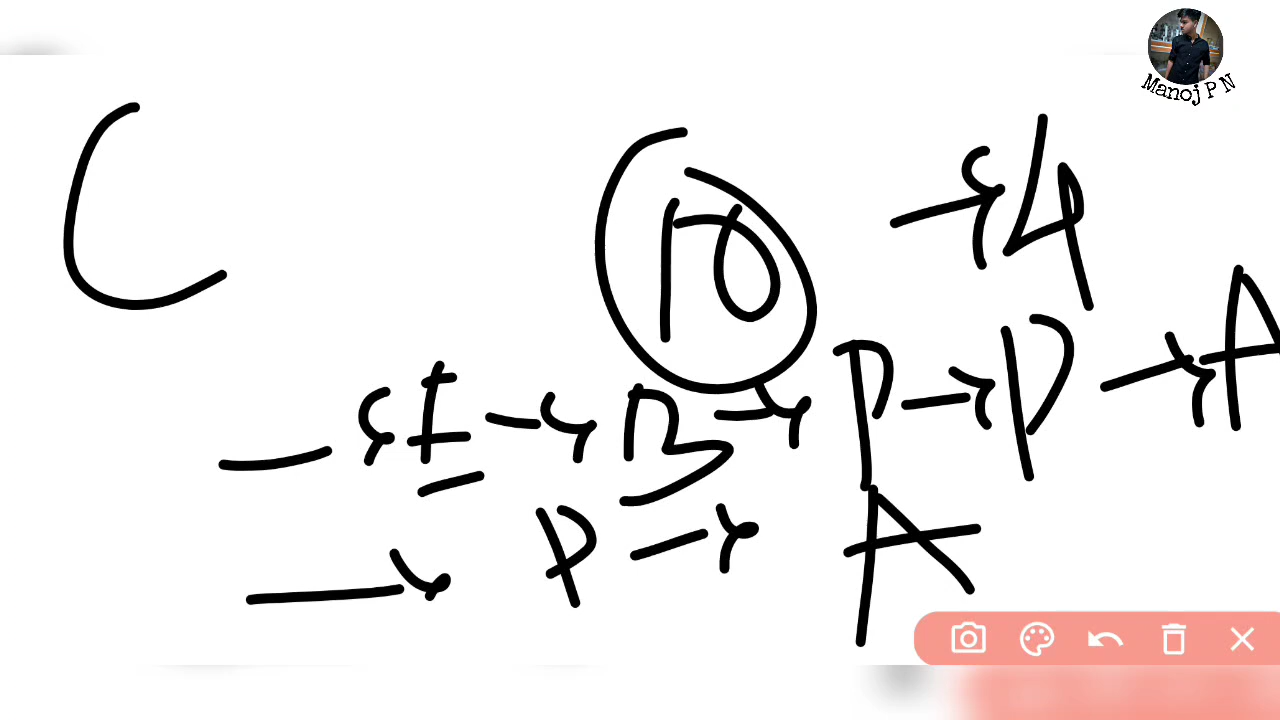 Manoj P N
C
10 → 4
→ I → B → P → P → A
→ P → A